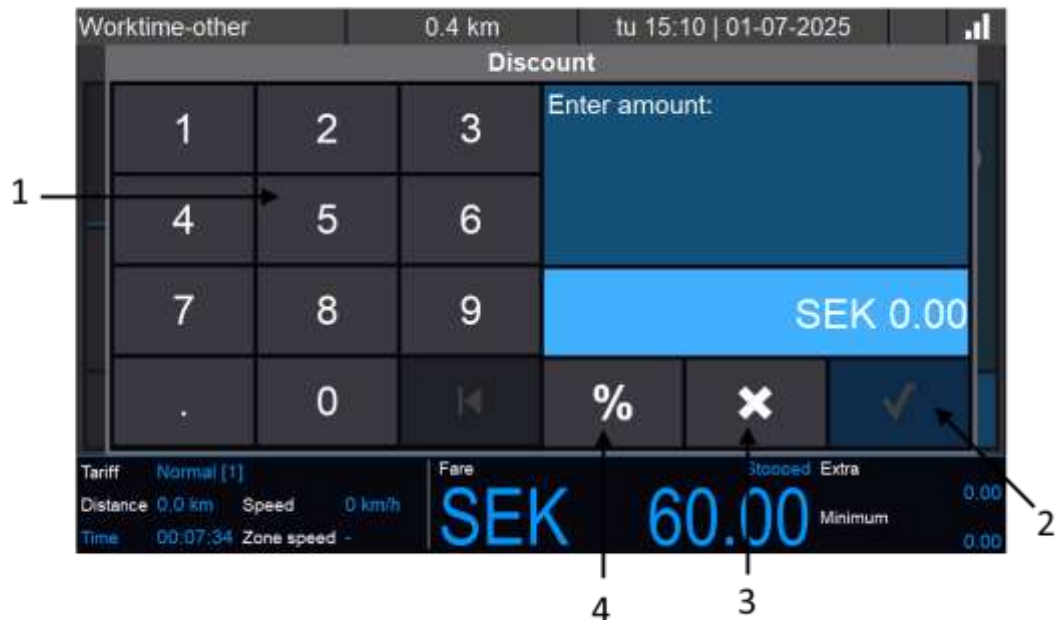 Worktime-other 0.4 km tu 15:10 | 01-07-2025
Discount
1 2 3 Enter amount:
1
4 5 6
7 8 9 SEK 0.00
. 0 %
Tariff Normal [1] Fare Stopped Extra
Distance 0,0 km Speed 0 km/h SEK 60.00 0.00
Minimum
Time 00:07:34 Zone speed - 0.00
2
4 3